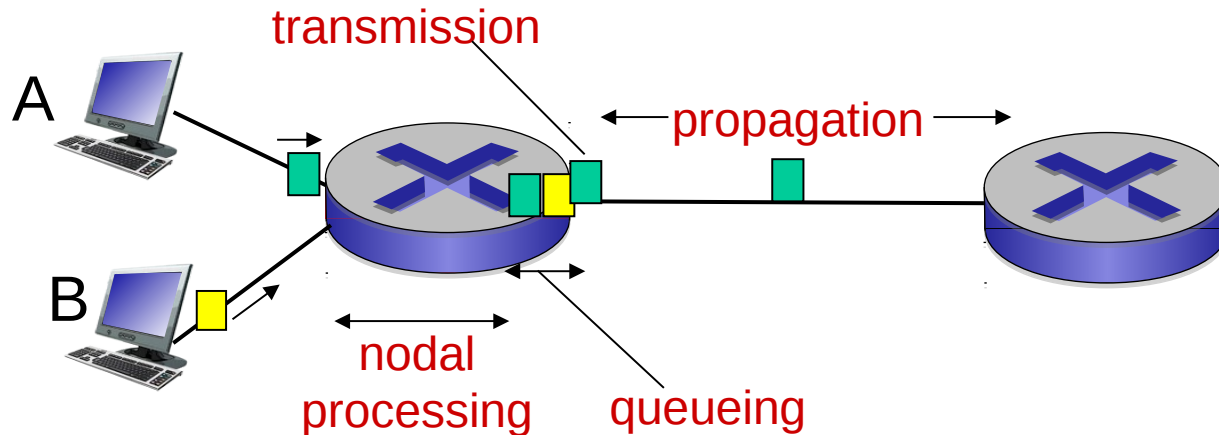 transmission
A
propagation
B
nodal
processing
queueing